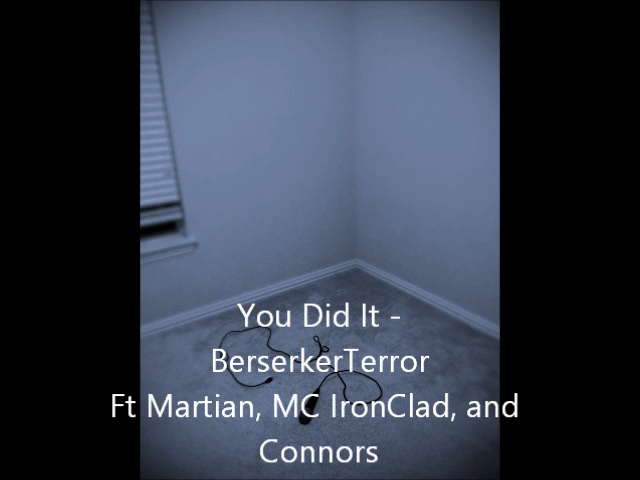 You Did It -
BerserkerTerror
Ft Martian, MC IronClad, and
Connors